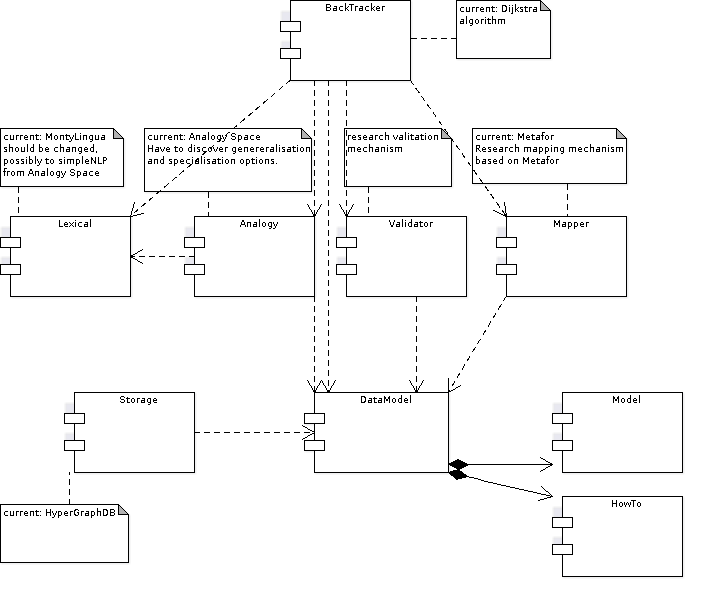 BackTracker
current: Dijkstra
algorithm
current: MontyLingua
should be changed,
possibly to simpleNLP
from Analogy Space
current: Analogy Space
Have to discover genereralisation
and specialisation options.
research valitation
mechanism
current: Metafor
Research mapping mechanism
based on Metafor
Lexical
Analogy
Validator
Mapper
Storage
DataModel
Model
current: HyperGraphDB
HowTo